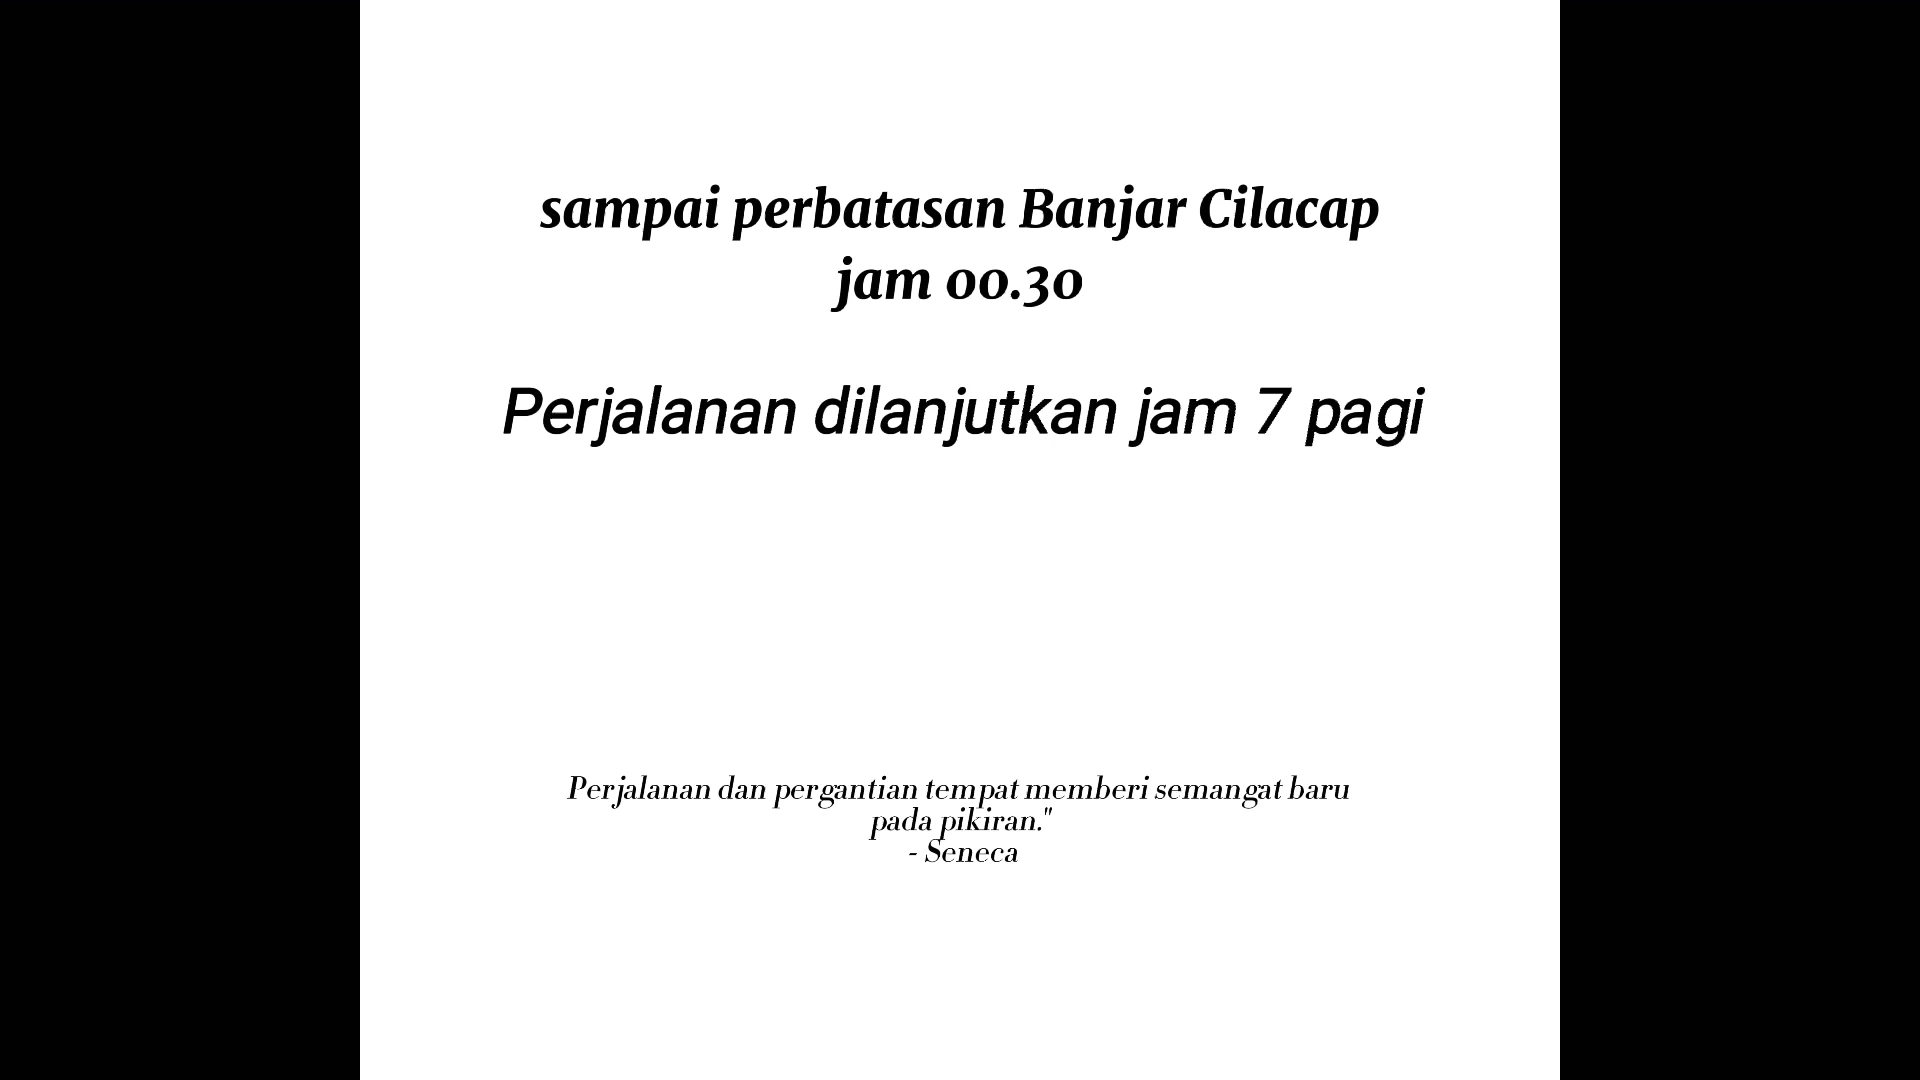 sampai perbatasan Banjar Cilacap
jam 00.30
Perjalanan dilanjutkan jam 7 pagi
Perjalanan dan pergantian tempat memberi semangat baru
pada pikiran."
- Seneca